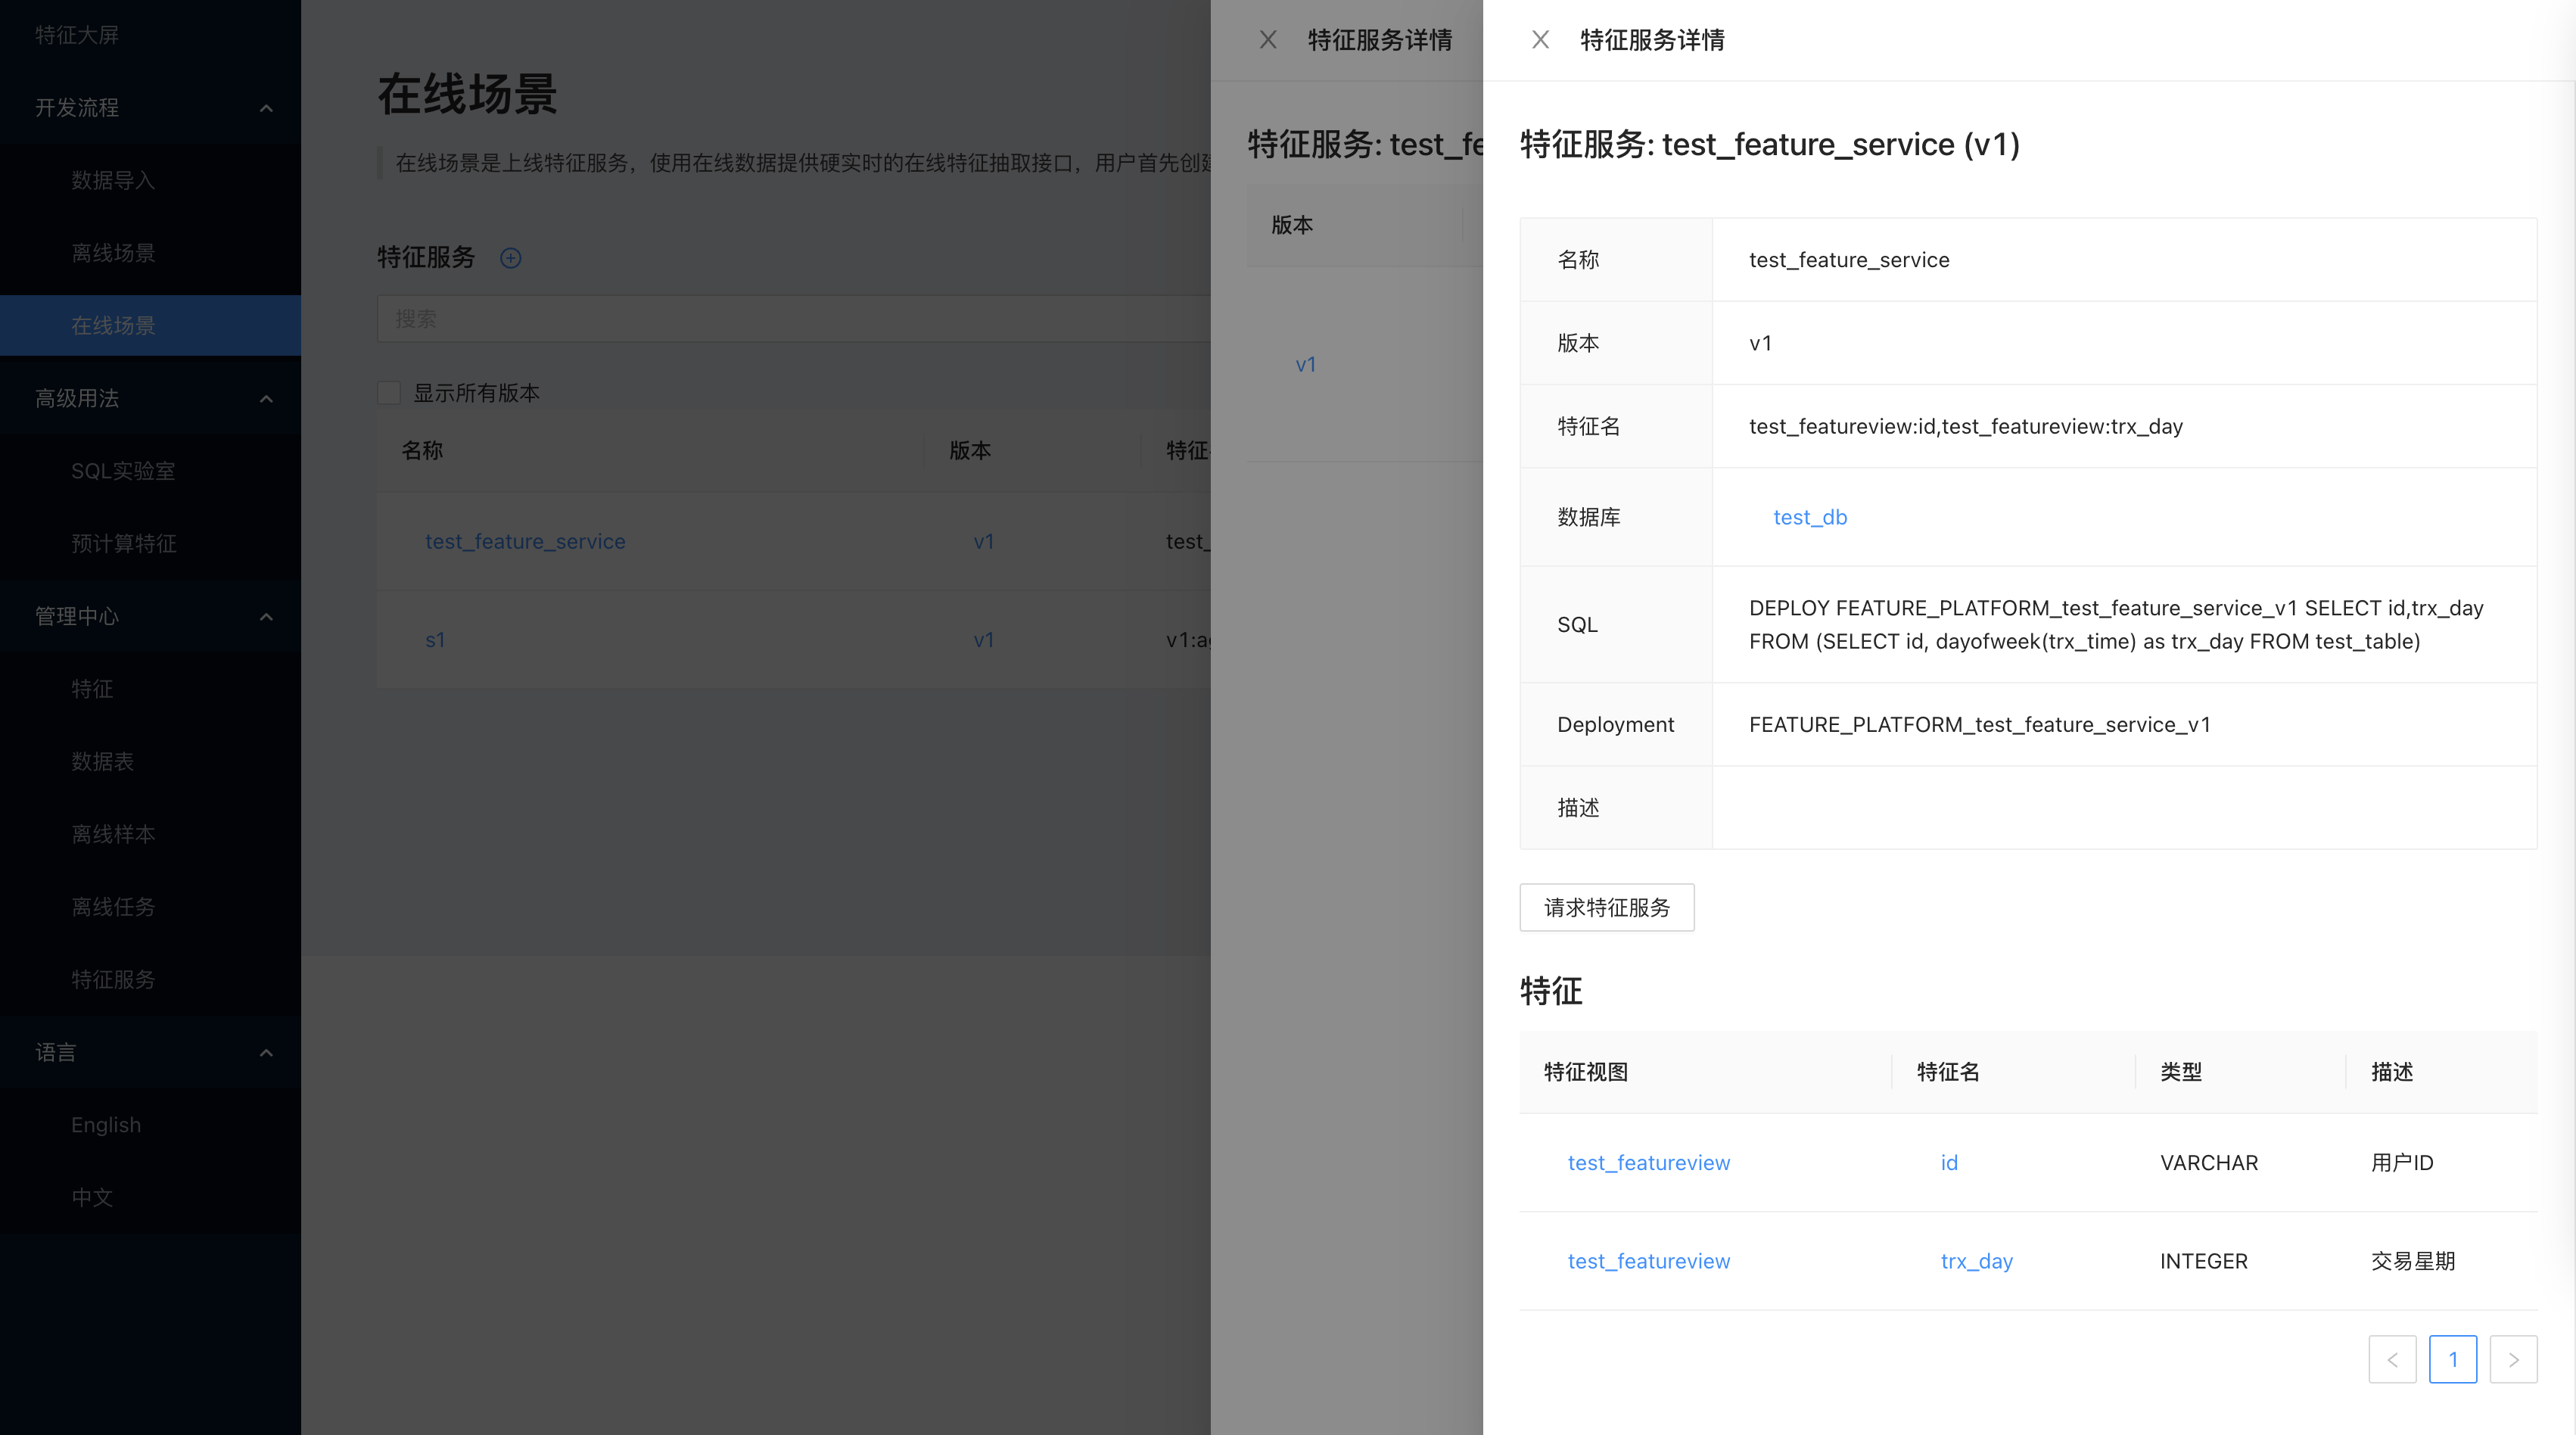 特征大屏
开发流程
数据导入
离线场景
在线场景
高级用法
SQL实验室
预计算特征
管理中心
特征
数据表
离线样本
离线任务
特征服务
语言
English
中文
在线场景
在线场景是上线特征服务，使用在线数据提供硬实时的在线特征抽取接口，用户首先创建
特征服务
搜索
显示所有版本
名称 版本 特征
test_feature_service v1 test_
s1 v1 v1:ag
特征服务详情
特征服务: test_fe
版本
v1
特征服务详情
特征服务: test_feature_service (v1)
名称 test_feature_service
版本 v1
特征名 test_featureview:id,test_featureview:trx_day
数据库 test_db
SQL DEPLOY FEATURE_PLATFORM_test_feature_service_v1 SELECT id,trx_day
FROM (SELECT id, dayofweek(trx_time) as trx_day FROM test_table)
Deployment FEATURE_PLATFORM_test_feature_service_v1
描述
请求特征服务
特征
特征视图 特征名 类型 描述
test_featureview id VARCHAR 用户ID
test_featureview trx_day INTEGER 交易星期
1